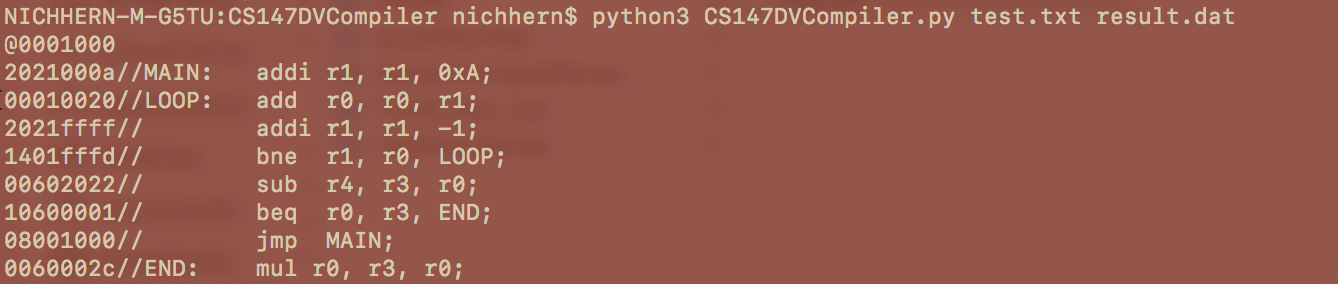 NICHHERN-M-G5TU:CS147DVCompiler nichhern$ python3 CS147DVCompiler.py test.txt result.dat
@0001000
2021000a//MAIN:   addi r1, r1, 0xA;
00010020//LOOP:   add  r0, r0, r1;
2021ffff//        addi r1, r1, -1;
1401fffd//        bne  r1, r0, LOOP;
00602022//        sub  r4, r3, r0;
10600001//        beq  r0, r3, END;
08001000//        jmp  MAIN;
0060002c//END:    mul r0, r3, r0;